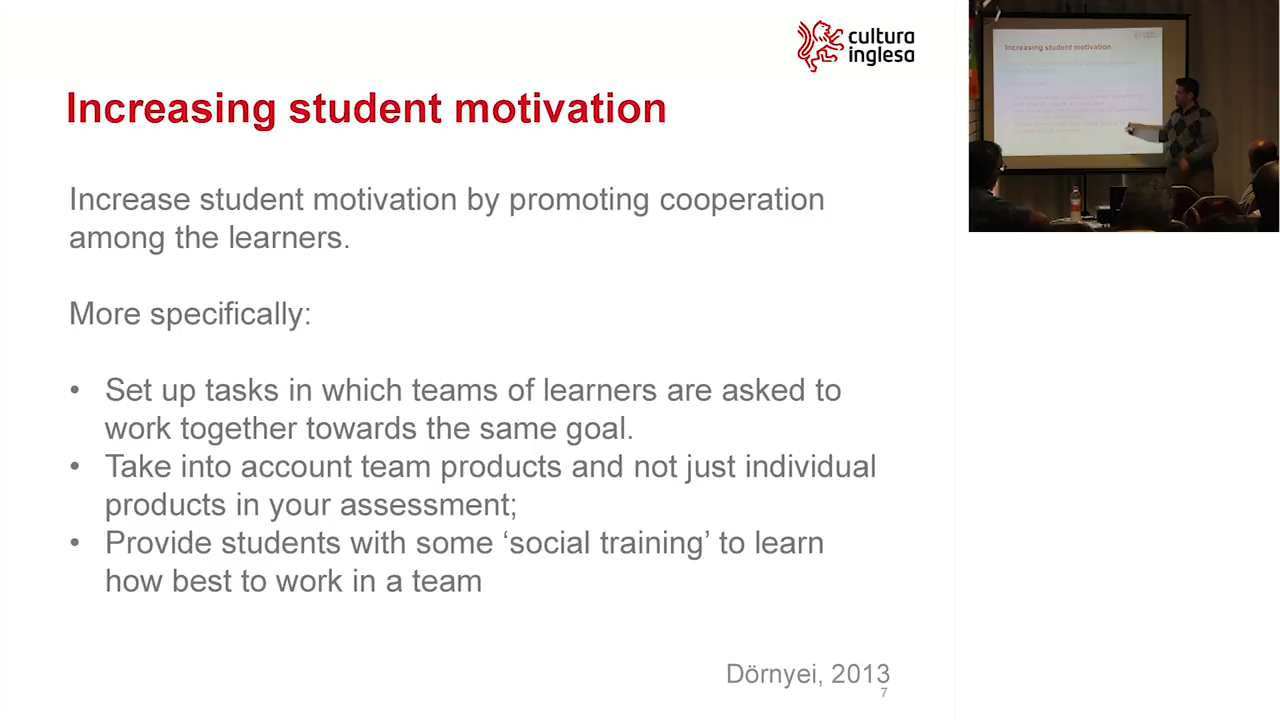 cultura
inglesa
Increasing student motivation
Increase student motivation by promoting cooperation
among the learners.
More specifically:
• Set up tasks in which teams of learners are asked to
work together towards the same goal.
• Take into account team products and not just individual
products in your assessment;
• Provide students with some ‘social training’ to learn
how best to work in a team
Dörnyei, 2013
7
Increasing student motivation